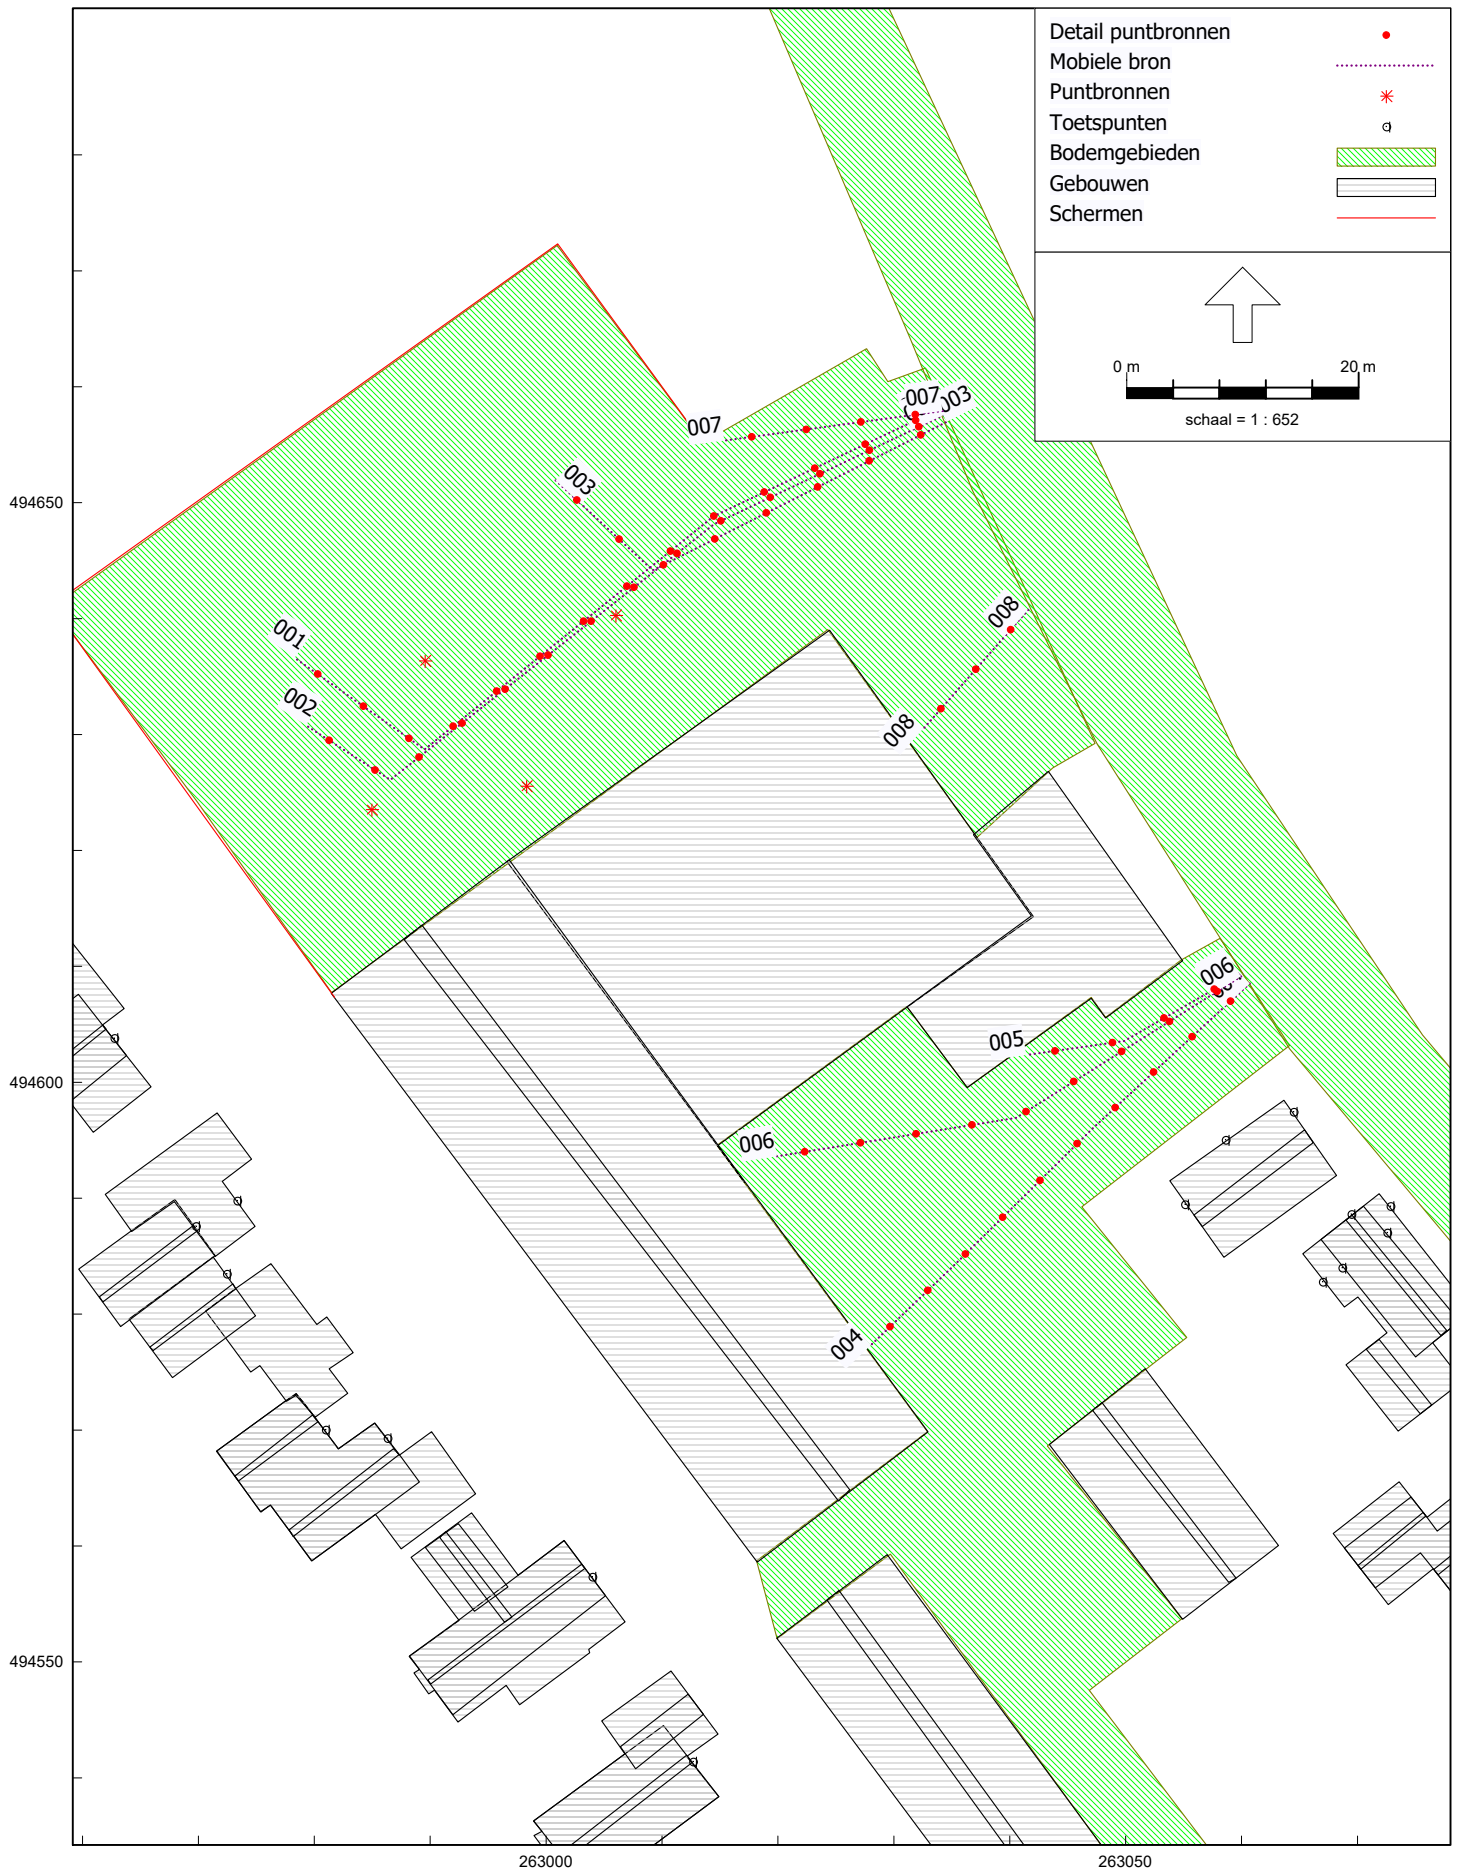 Detail puntbronnen
Mobiele bron
Puntbronnen
Toetspunten
Bodemgebieden
Gebouwen
Schermen
0 m 20 m
schaal = 1 : 652
007 003
007
003
494650
001
008
002
008
006
005
494600
006
004
494550
263000 263050